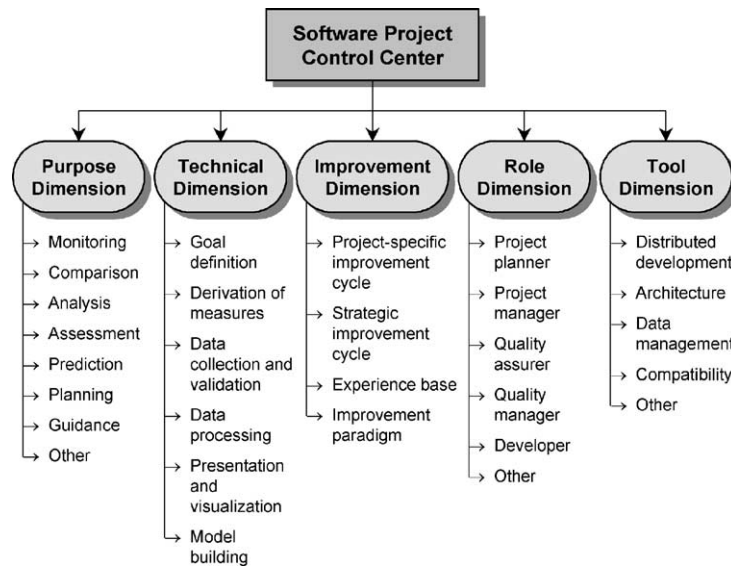 Software Project
Control Center
Purpose
Dimension
Monitoring
Comparison
Analysis
Assessment
Prediction
Planning
Guidance
Other
Technical
Dimension
Goal
definition
Derivation of
measures
Data
collection and
validation
Data
processing
Presentation
and
visualization
Model
building
Improvement
Dimension
Project-specific
improvement
cycle
Strategic
improvement
cycle
Experience base
Improvement
paradigm
Role
Dimension
Project
planner
Project
manager
Quality
assurer
Quality
manager
Developer
Other
Tool
Dimension
Distributed
development
Architecture
Data
management
Compatibility
Other